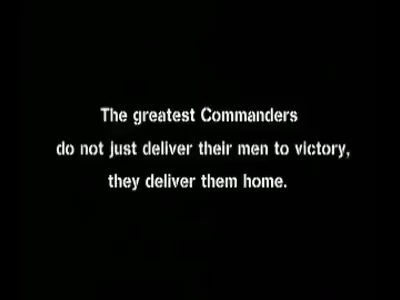 The greatest Commanders
do not just deliver their men to victory,
they deliver them home.